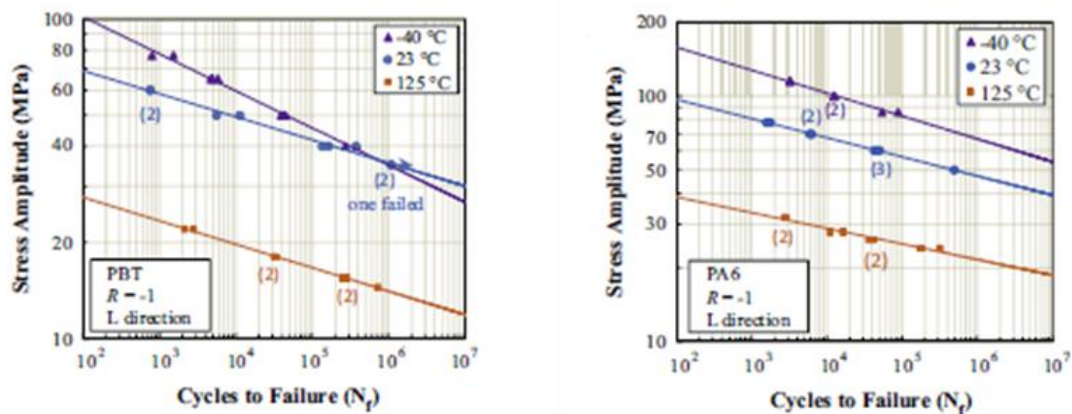 Stress Amplitude (MPa)
100
80
60
40
20
10
-40 °C
23 °C
125 °C
(2)
(2)
one failed
(2)
(2)
PBT
R = -1
L direction
10² 10³ 10⁴ 10⁵ 10⁶ 10⁷
Cycles to Failure (N_f)
Stress Amplitude (MPa)
200
100
70
50
30
10
-40 °C
23 °C
125 °C
(2) (2)
(3)
(2)
(2)
PA6
R = -1
L direction
10² 10³ 10⁴ 10⁵ 10⁶ 10⁷
Cycles to Failure (N_f)